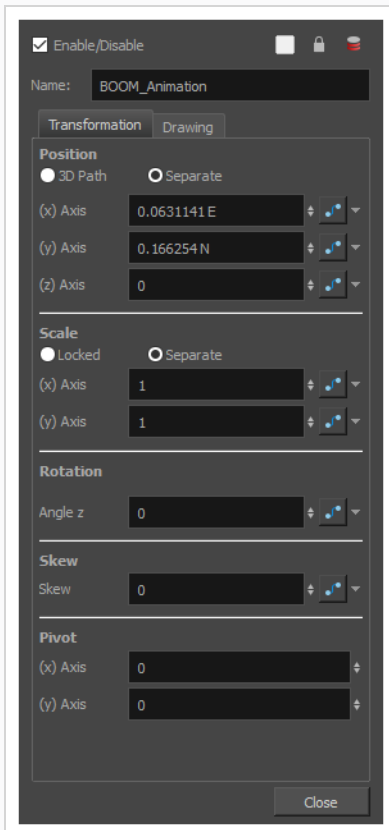 Enable/Disable
Name: BOOM_Animation
Transformation Drawing
Position
3D Path Separate
(x) Axis 0.0631141 E
(y) Axis 0.166254 N
(z) Axis 0
Scale
Locked Separate
(x) Axis 1
(y) Axis 1
Rotation
Angle z 0
Skew
Skew 0
Pivot
(x) Axis 0
(y) Axis 0
Close